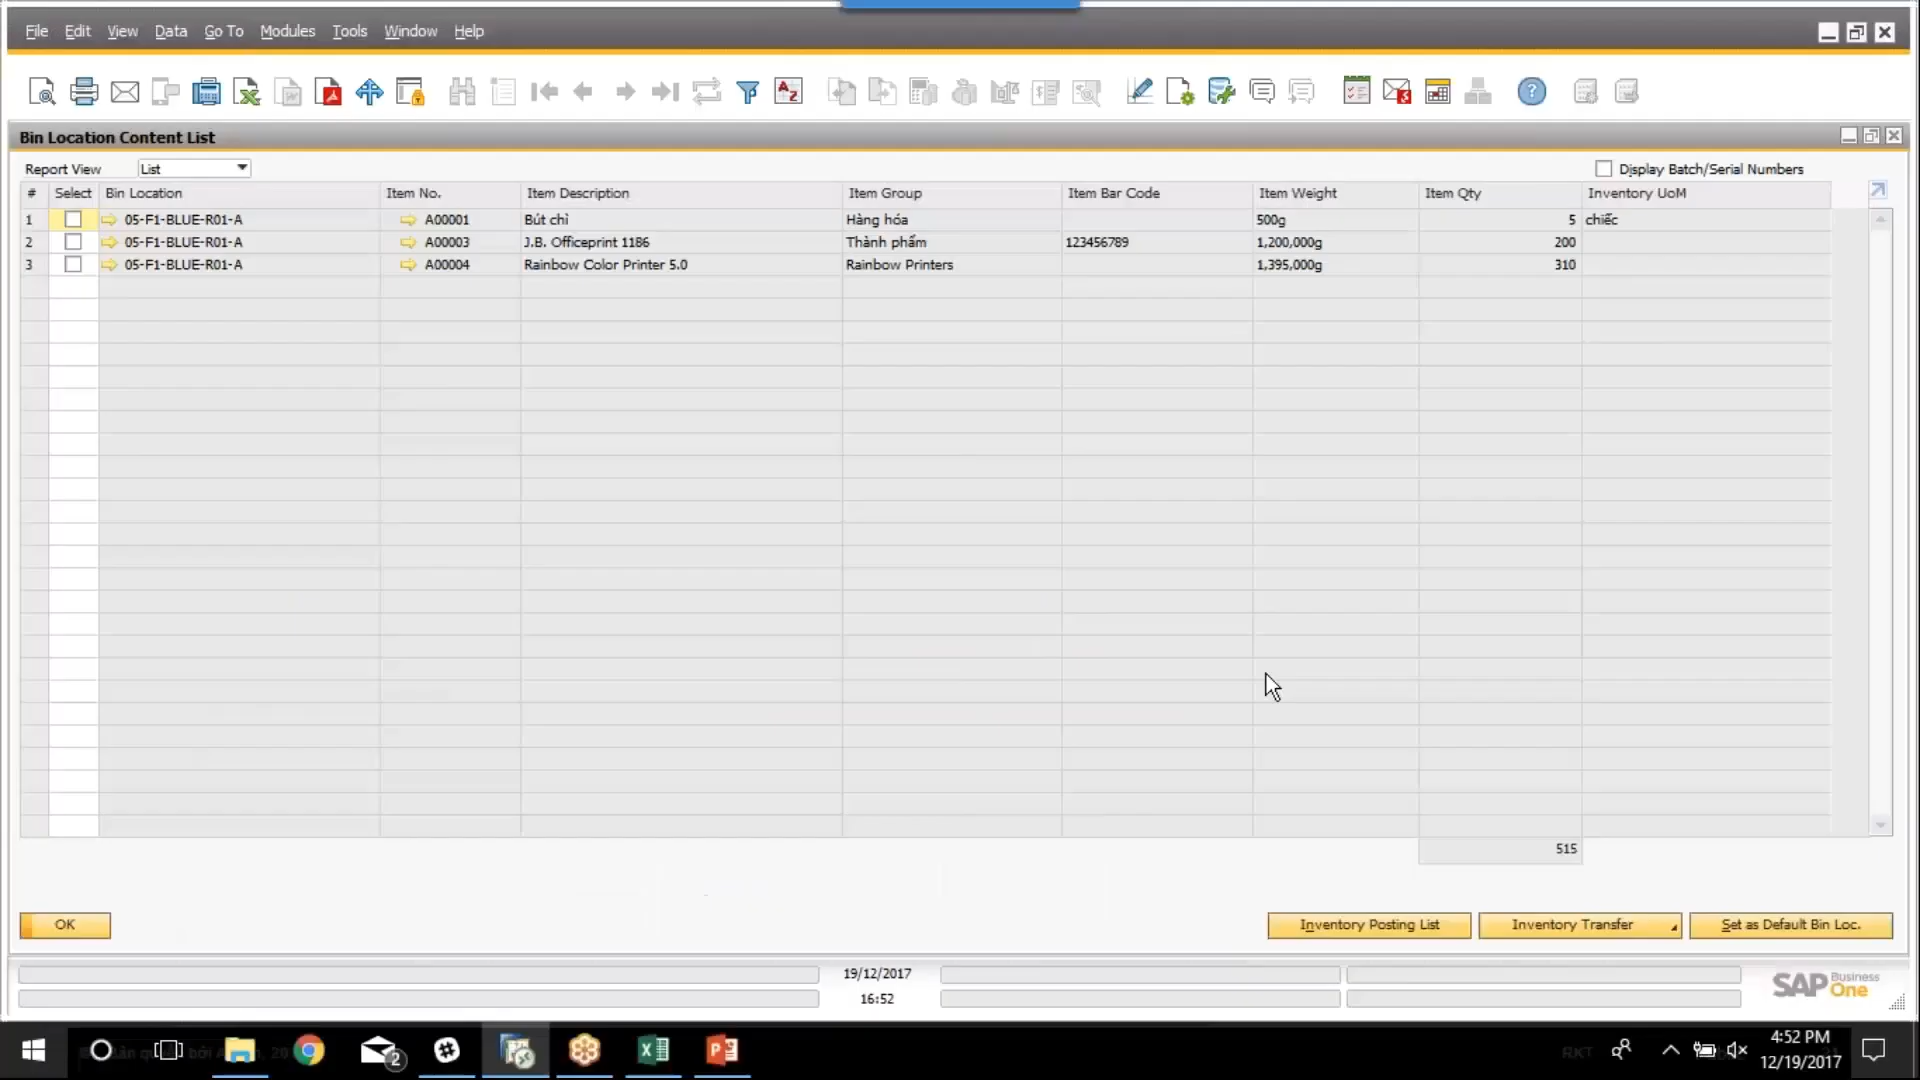 File Edit View Data Go To Modules Tools Window Help
Bin Location Content List
Report View List Display Batch/Serial Numbers
# Select Bin Location Item No. Item Description Item Group Item Bar Code Item Weight Item Qty Inventory UoM
1 05-F1-BLUE-R01-A A00001 Bút chì Hàng hóa 500g 5 chiếc
2 05-F1-BLUE-R01-A A00003 J.B. Officeprint 1186 Thành phẩm 123456789 1,200,000g 200
3 05-F1-BLUE-R01-A A00004 Rainbow Color Printer 5.0 Rainbow Printers 1,395,000g 310
515
OK Inventory Posting List Inventory Transfer Set as Default Bin Loc.
19/12/2017
16:52
SAP Business One
2
4:52 PM
12/19/2017